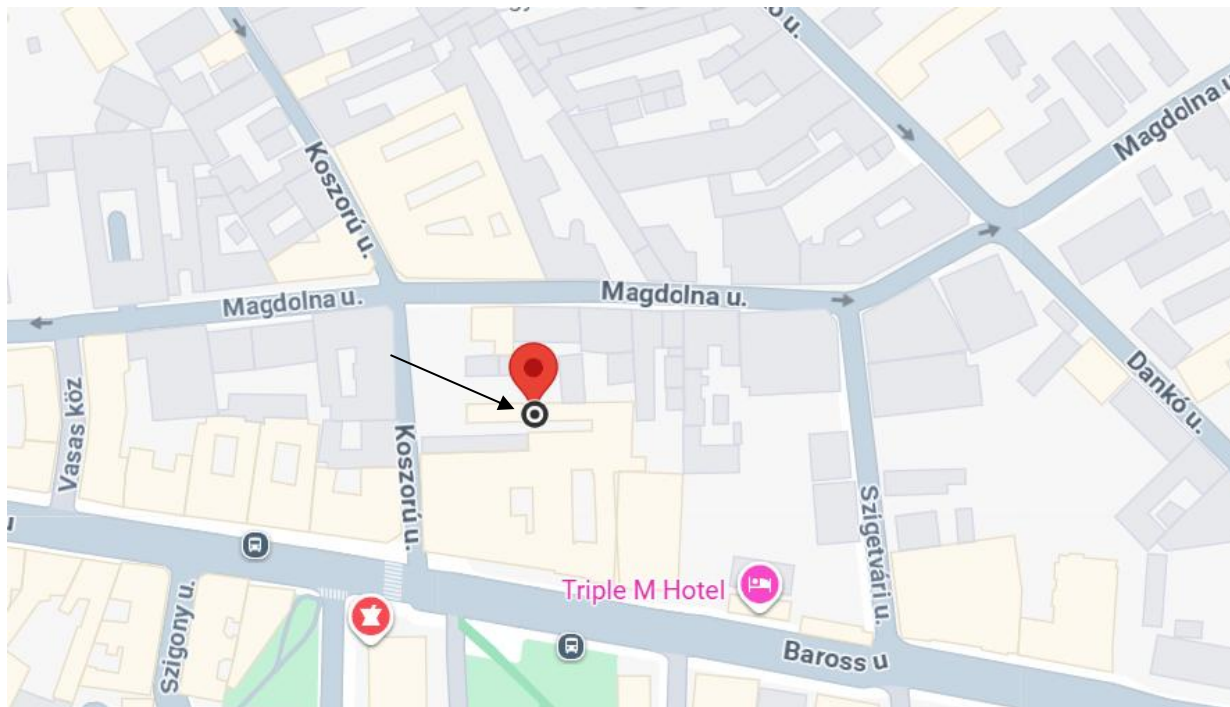 Koszorú u.
Magdolna u.
Magdolna u.
Magdolna u
Dankó u.
Vasas köz
Koszorú u.
Szigetvári u.
Triple M Hotel
Szigony u.
Baross u